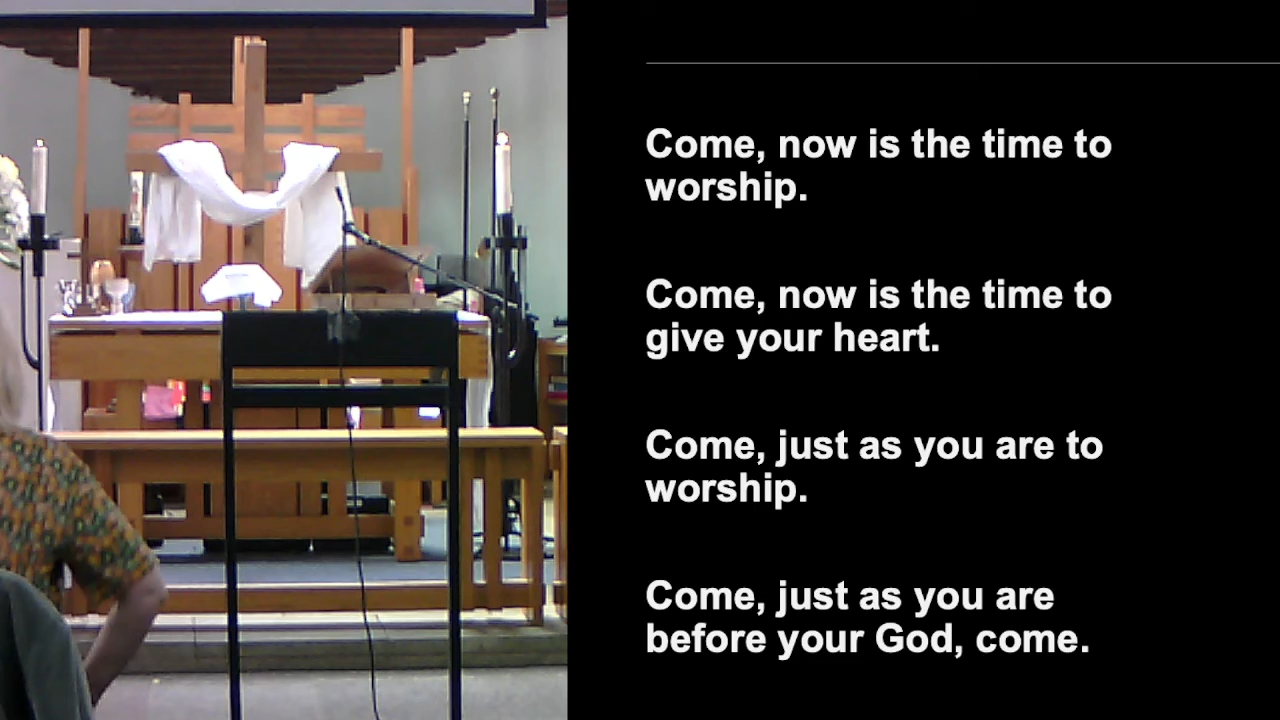 Come, now is the time to
worship.
Come, now is the time to
give your heart.
Come, just as you are to
worship.
Come, just as you are
before your God, come.